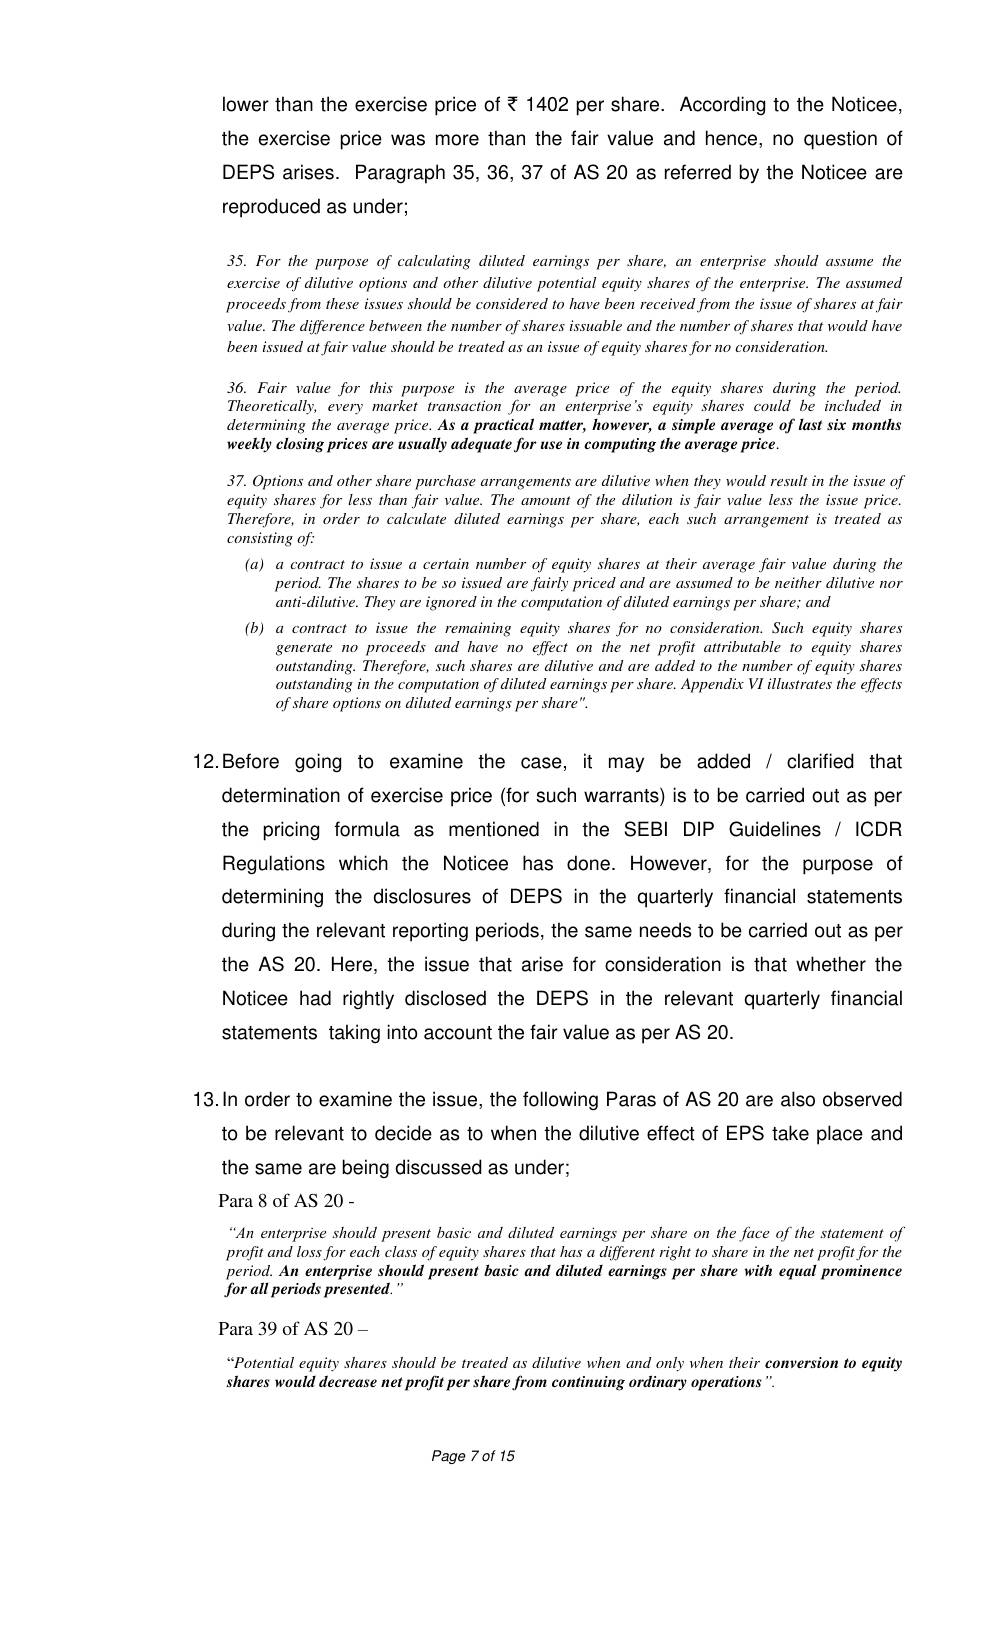 lower than the exercise price of ₹ 1402 per share. According to the Noticee,
the exercise price was more than the fair value and hence, no question of
DEPS arises. Paragraph 35, 36, 37 of AS 20 as referred by the Noticee are
reproduced as under;
35. For the purpose of calculating diluted earnings per share, an enterprise should assume the
exercise of dilutive options and other dilutive potential equity shares of the enterprise. The assumed
proceeds from these issues should be considered to have been received from the issue of shares at fair
value. The difference between the number of shares issuable and the number of shares that would have
been issued at fair value should be treated as an issue of equity shares for no consideration.
36. Fair value for this purpose is the average price of the equity shares during the period.
Theoretically, every market transaction for an enterprise’s equity shares could be included in
determining the average price. As a practical matter, however, a simple average of last six months
weekly closing prices are usually adequate for use in computing the average price.
37. Options and other share purchase arrangements are dilutive when they would result in the issue of
equity shares for less than fair value. The amount of the dilution is fair value less the issue price.
Therefore, in order to calculate diluted earnings per share, each such arrangement is treated as
consisting of:
(a) a contract to issue a certain number of equity shares at their average fair value during the
period. The shares to be so issued are fairly priced and are assumed to be neither dilutive nor
anti-dilutive. They are ignored in the computation of diluted earnings per share; and
(b) a contract to issue the remaining equity shares for no consideration. Such equity shares
generate no proceeds and have no effect on the net profit attributable to equity shares
outstanding. Therefore, such shares are dilutive and are added to the number of equity shares
outstanding in the computation of diluted earnings per share. Appendix VI illustrates the effects
of share options on diluted earnings per share".
12. Before going to examine the case, it may be added / clarified that
determination of exercise price (for such warrants) is to be carried out as per
the pricing formula as mentioned in the SEBI DIP Guidelines / ICDR
Regulations which the Noticee has done. However, for the purpose of
determining the disclosures of DEPS in the quarterly financial statements
during the relevant reporting periods, the same needs to be carried out as per
the AS 20. Here, the issue that arise for consideration is that whether the
Noticee had rightly disclosed the DEPS in the relevant quarterly financial
statements taking into account the fair value as per AS 20.
13. In order to examine the issue, the following Paras of AS 20 are also observed
to be relevant to decide as to when the dilutive effect of EPS take place and
the same are being discussed as under;
Para 8 of AS 20 -
“An enterprise should present basic and diluted earnings per share on the face of the statement of
profit and loss for each class of equity shares that has a different right to share in the net profit for the
period. An enterprise should present basic and diluted earnings per share with equal prominence
for all periods presented.”
Para 39 of AS 20 –
“Potential equity shares should be treated as dilutive when and only when their conversion to equity
shares would decrease net profit per share from continuing ordinary operations”.
Page 7 of 15